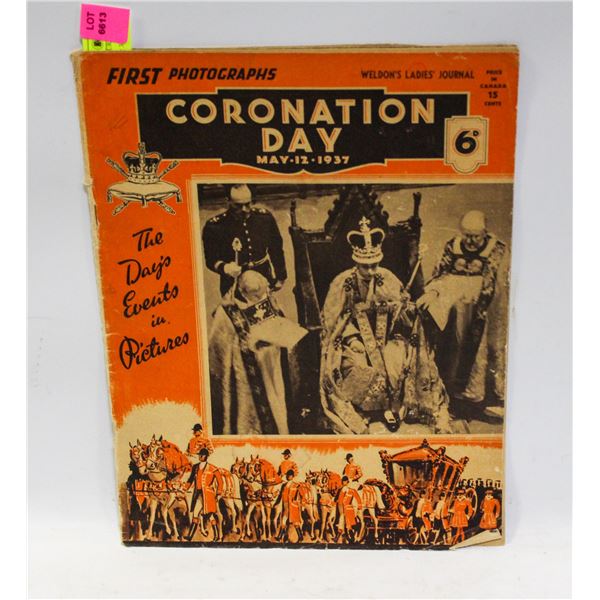 LOT
6613
FIRST PHOTOGRAPHS
WELDON'S LADIES' JOURNAL
PRICE
IN
CANADA
15
CENTS
CORONATION
DAY
MAY·12·1937
6D
The
Day's
Events
in
Pictures